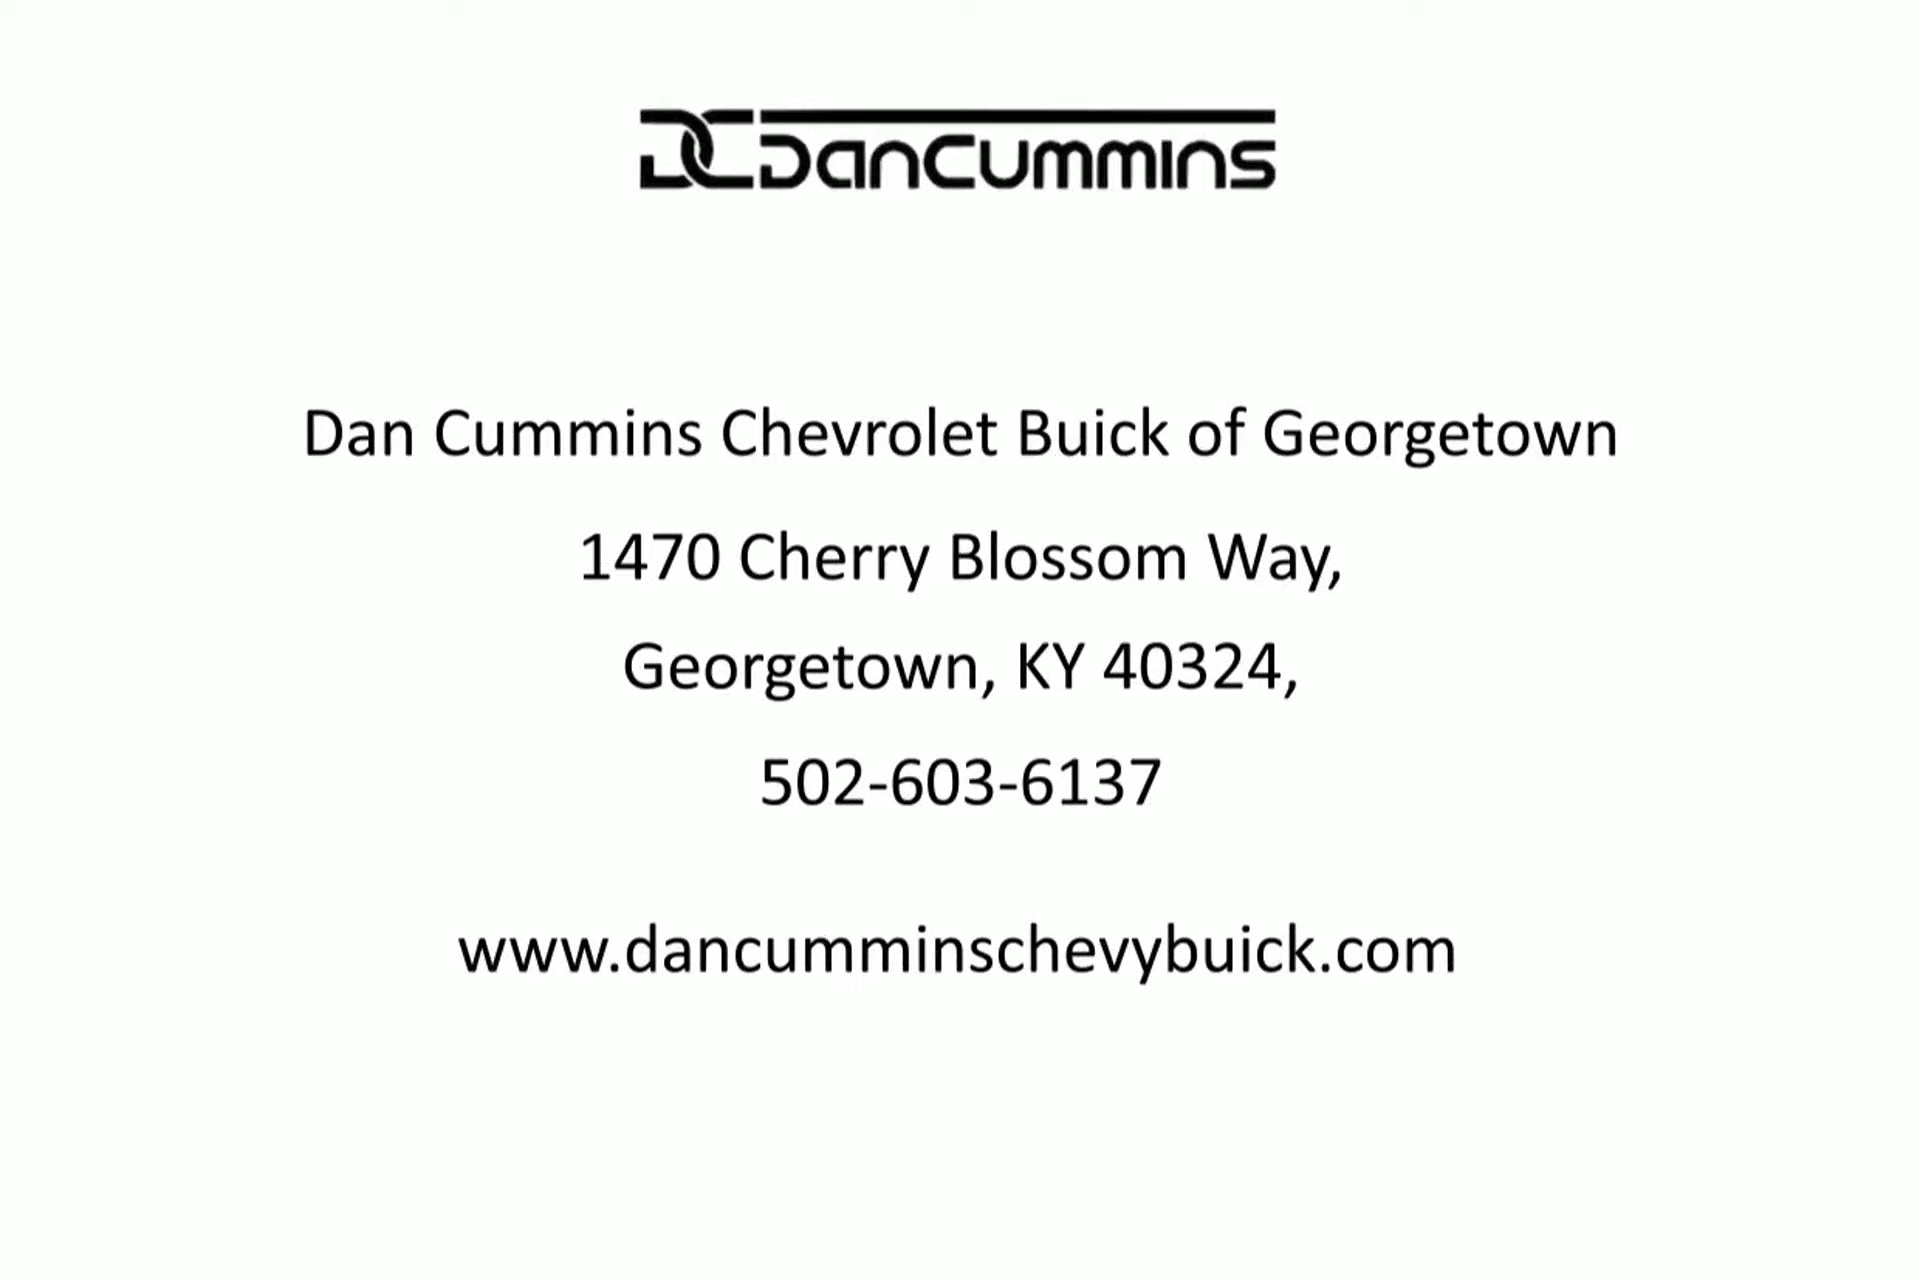 DC DanCummins
Dan Cummins Chevrolet Buick of Georgetown
1470 Cherry Blossom Way,
Georgetown, KY 40324,
502-603-6137
www.dancumminschevybuick.com